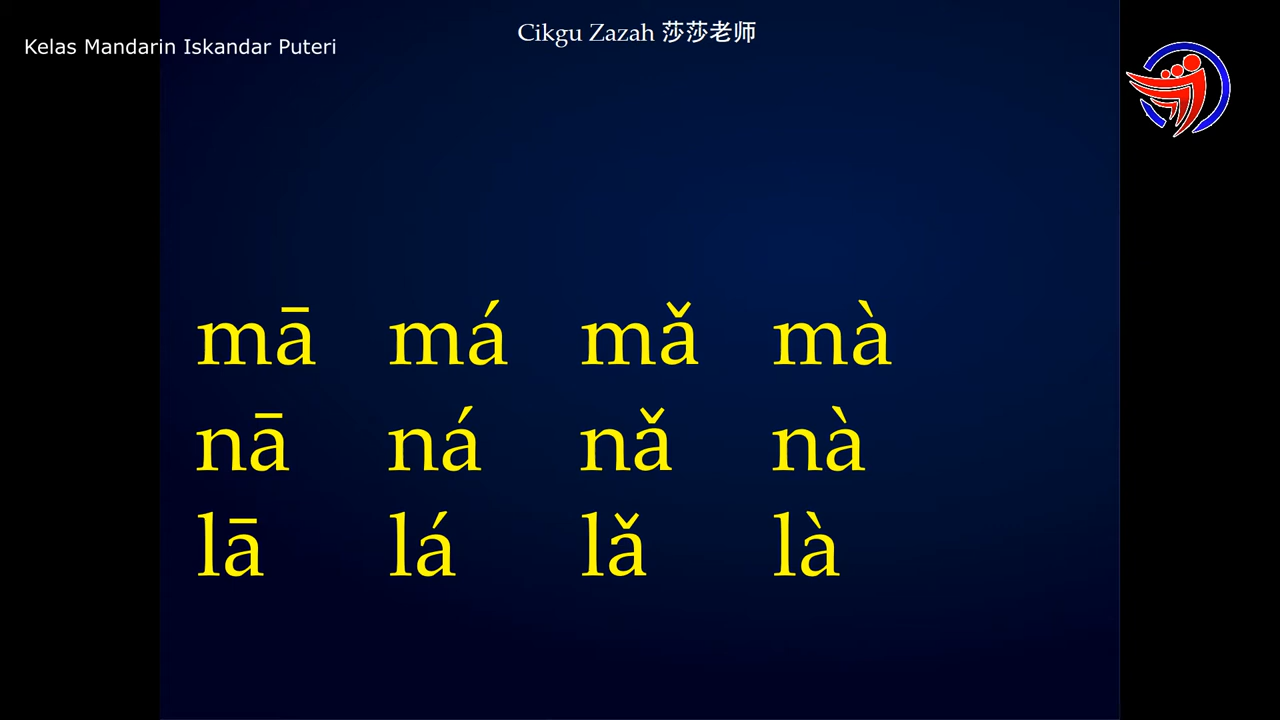 Cikgu Zazah 莎莎老师
Kelas Mandarin Iskandar Puteri
mā má mǎ mà
nā ná nǎ nà
lā lá lǎ là